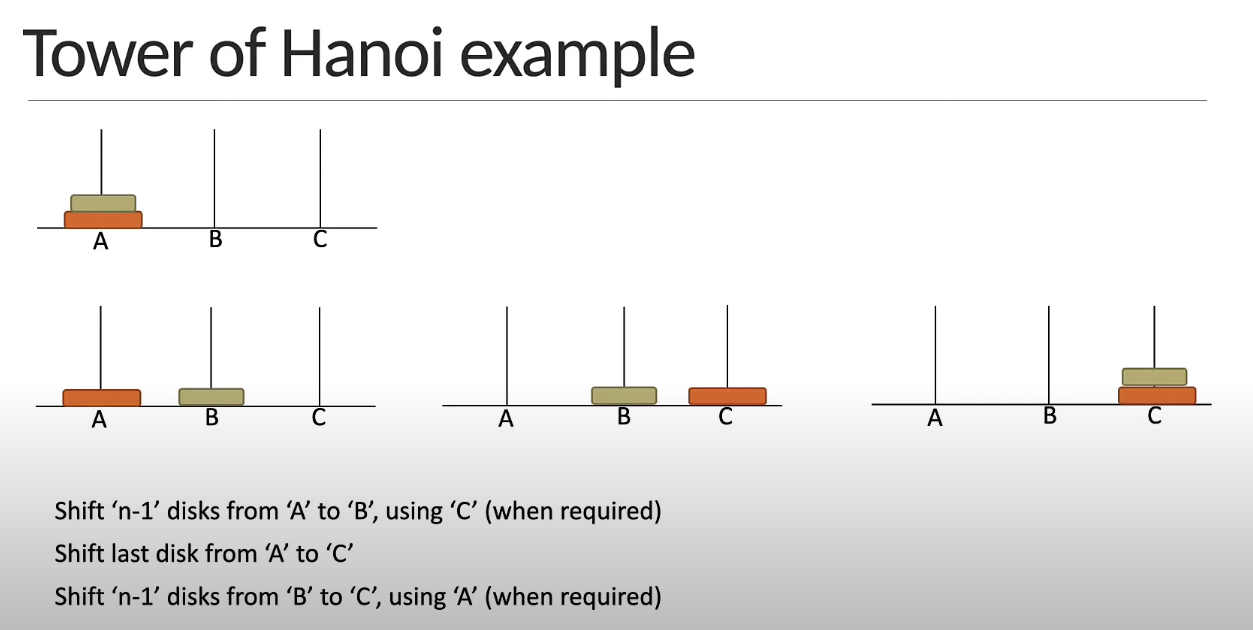 Tower of Hanoi example
A B C
A B C A B C A B C
Shift ‘n-1’ disks from ‘A’ to ‘B’, using ‘C’ (when required)
Shift last disk from ‘A’ to ‘C’
Shift ‘n-1’ disks from ‘B’ to ‘C’, using ‘A’ (when required)